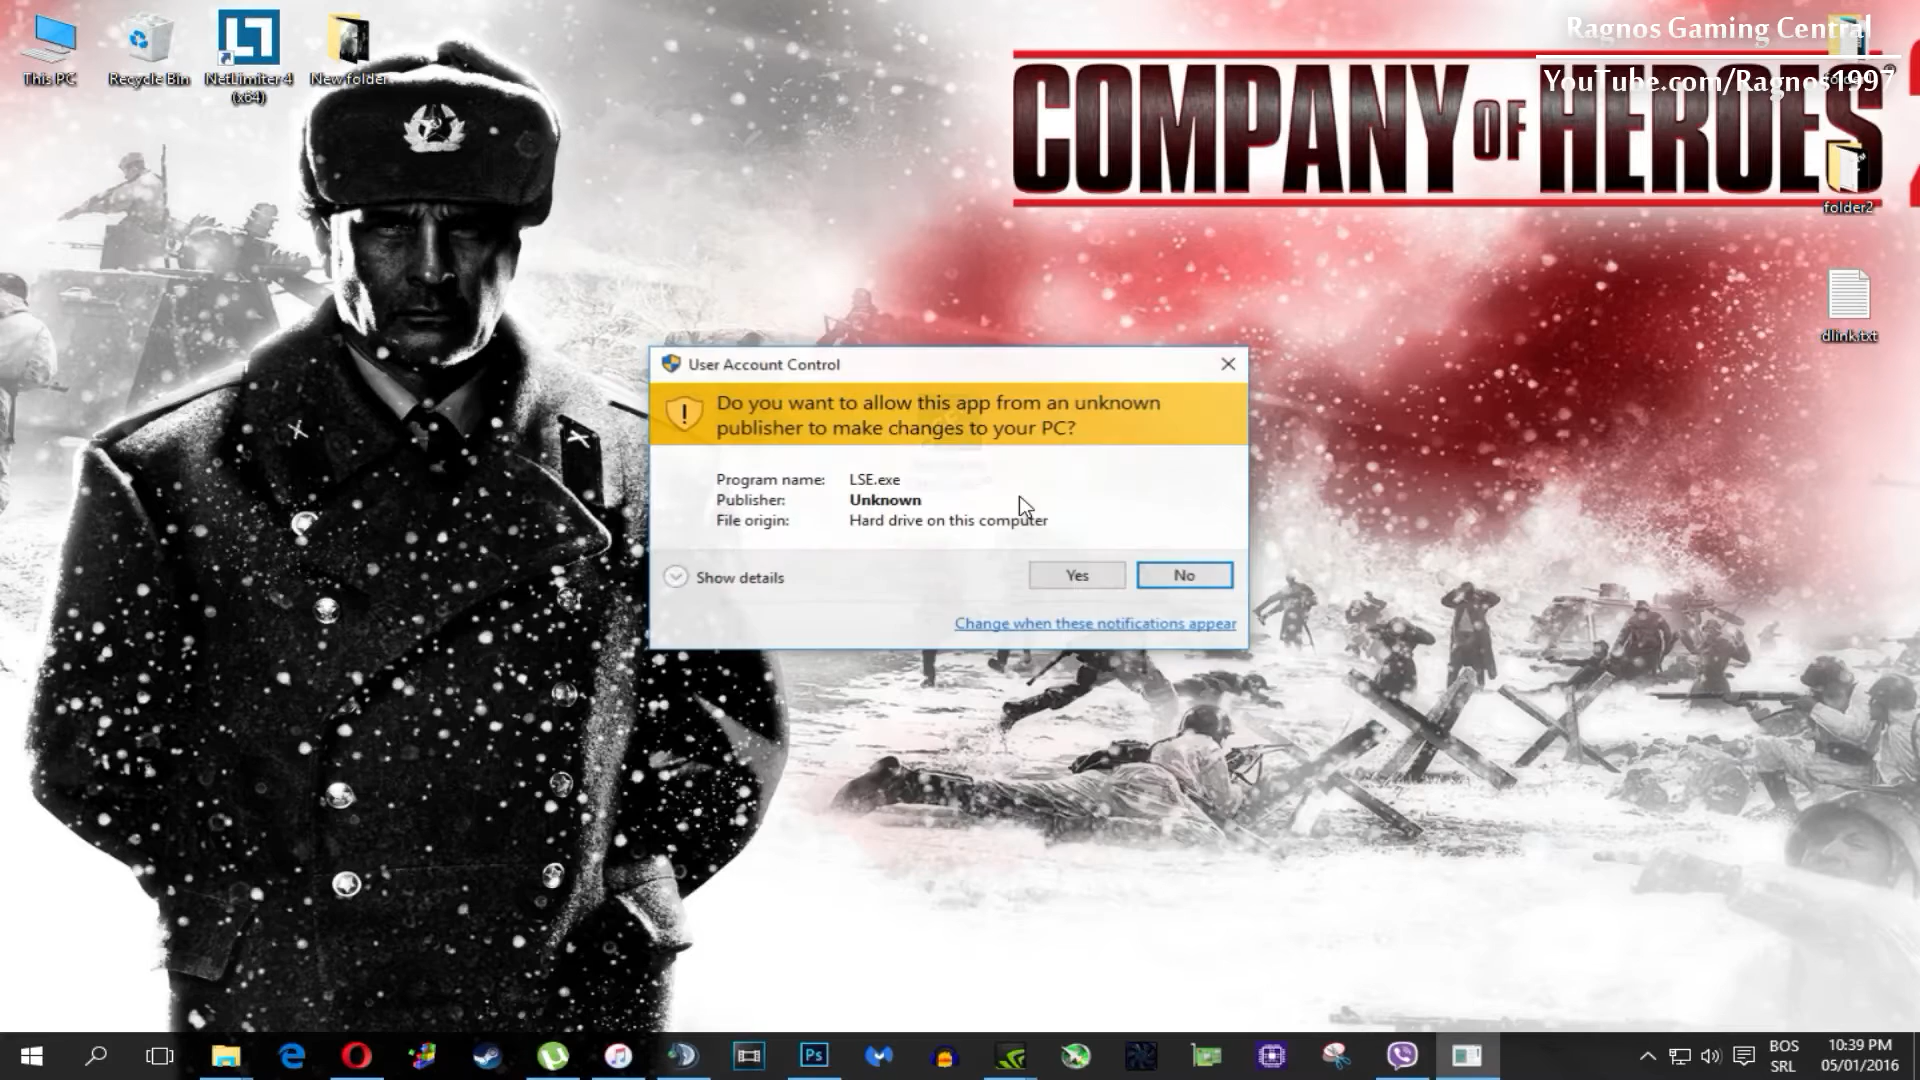 This PC
Recycle Bin
NetLimiter 4
(x64)
New folder
Ragnos Gaming Central
YouTube.com/Ragnos1997
COMPANY OF HEROES 2
folder2
dlink.txt
User Account Control
Do you want to allow this app from an unknown
publisher to make changes to your PC?
Program name: LSE.exe
Publisher: Unknown
File origin: Hard drive on this computer
Show details
Yes
No
Change when these notifications appear
Ps
BOS
SRL
10:39 PM
05/01/2016